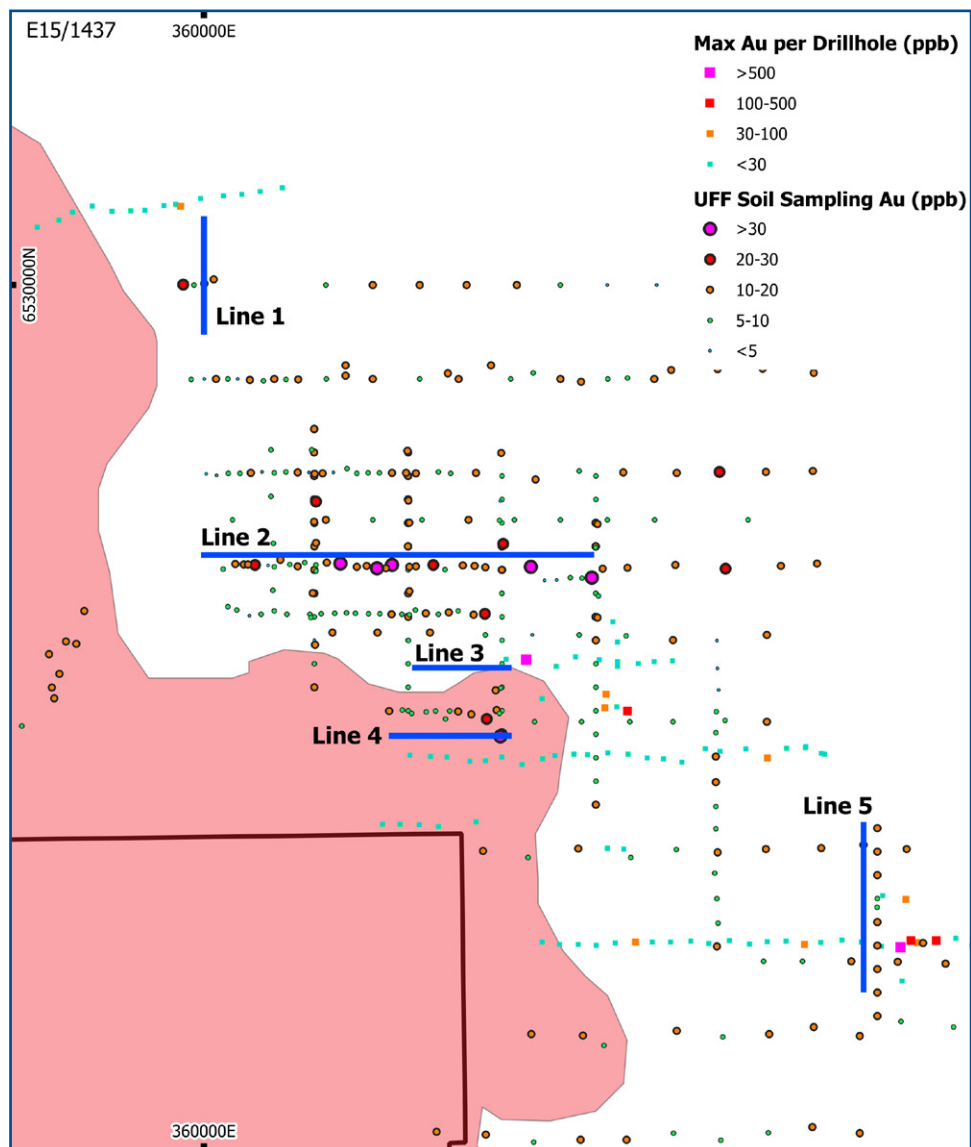 E15/1437
360000E
Max Au per Drillhole (ppb)
>500
100-500
30-100
<30
UFF Soil Sampling Au (ppb)
>30
20-30
10-20
5-10
<5
6530000N
Line 1
Line 2
Line 3
Line 4
Line 5
360000E